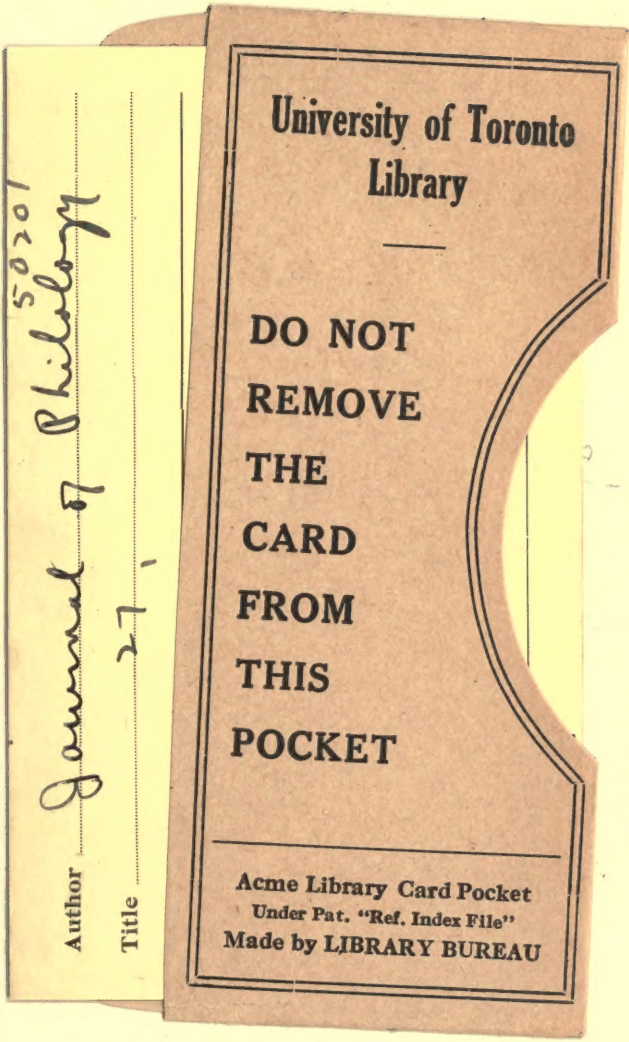 50201
Author Journal of Philology
Title 27,
University of Toronto
Library
DO NOT
REMOVE
THE
CARD
FROM
THIS
POCKET
Acme Library Card Pocket
Under Pat. "Ref. Index File"
Made by LIBRARY BUREAU